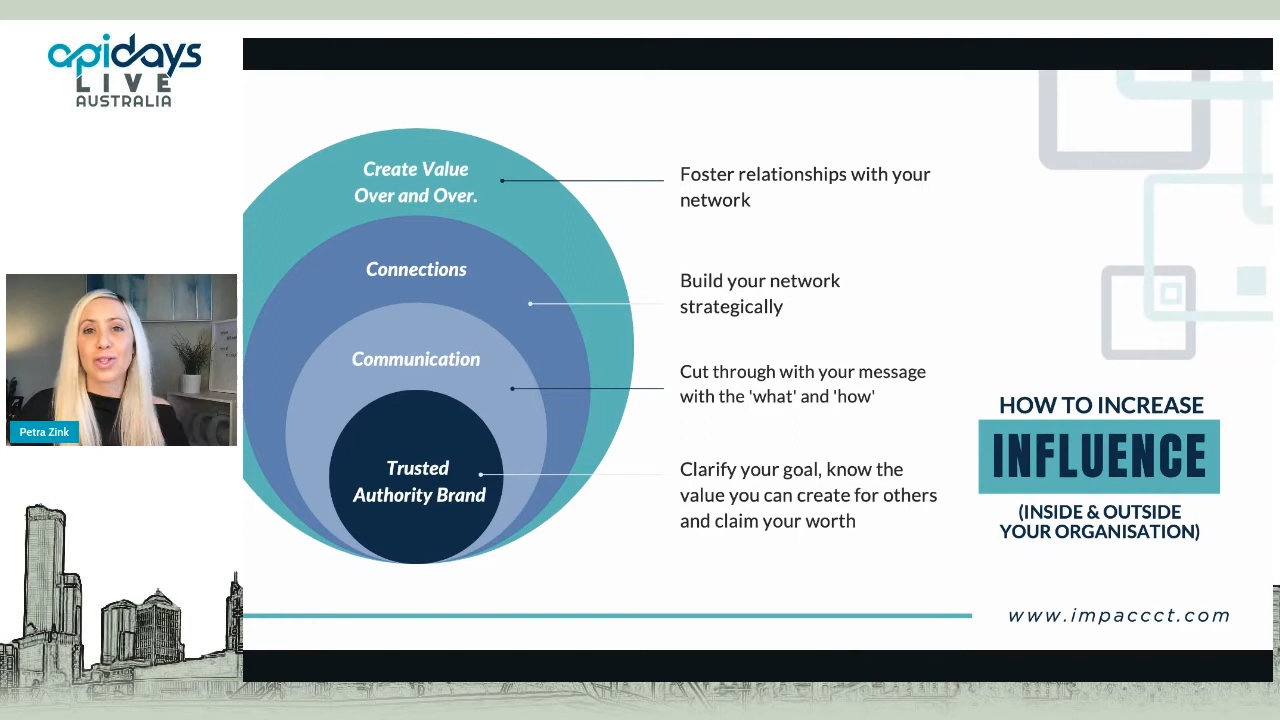 apidays
LIVE
AUSTRALIA
Create Value
Over and Over.
Foster relationships with your
network
Connections
Build your network
strategically
Communication
Cut through with your message
with the 'what' and 'how'
Trusted
Authority Brand
Clarify your goal, know the
value you can create for others
and claim your worth
HOW TO INCREASE
INFLUENCE
(INSIDE & OUTSIDE
YOUR ORGANISATION)
www.impaccct.com
Petra Zink